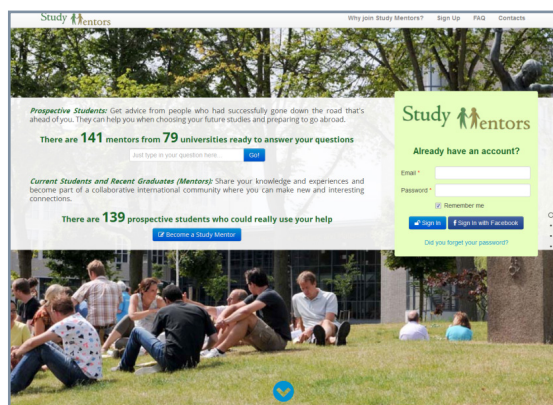 Study Mentors
Why join Study Mentors? Sign Up FAQ Contacts
Prospective Students: Get advice from people who had successfully gone down the road that's
ahead of you. They can help you when choosing your future studies and preparing to go abroad.
There are 141 mentors from 79 universities ready to answer your questions
Just type in your question here ... Go!
Current Students and Recent Graduates (Mentors): Share your knowledge and experiences and
become part of a collaborative international community where you can make new and interesting
connections.
There are 139 prospective students who could really use your help
Become a Study Mentor
Study Mentors
Already have an account?
Email *
Password *
Remember me
Sign In f Sign in with Facebook
Did you forget your password?